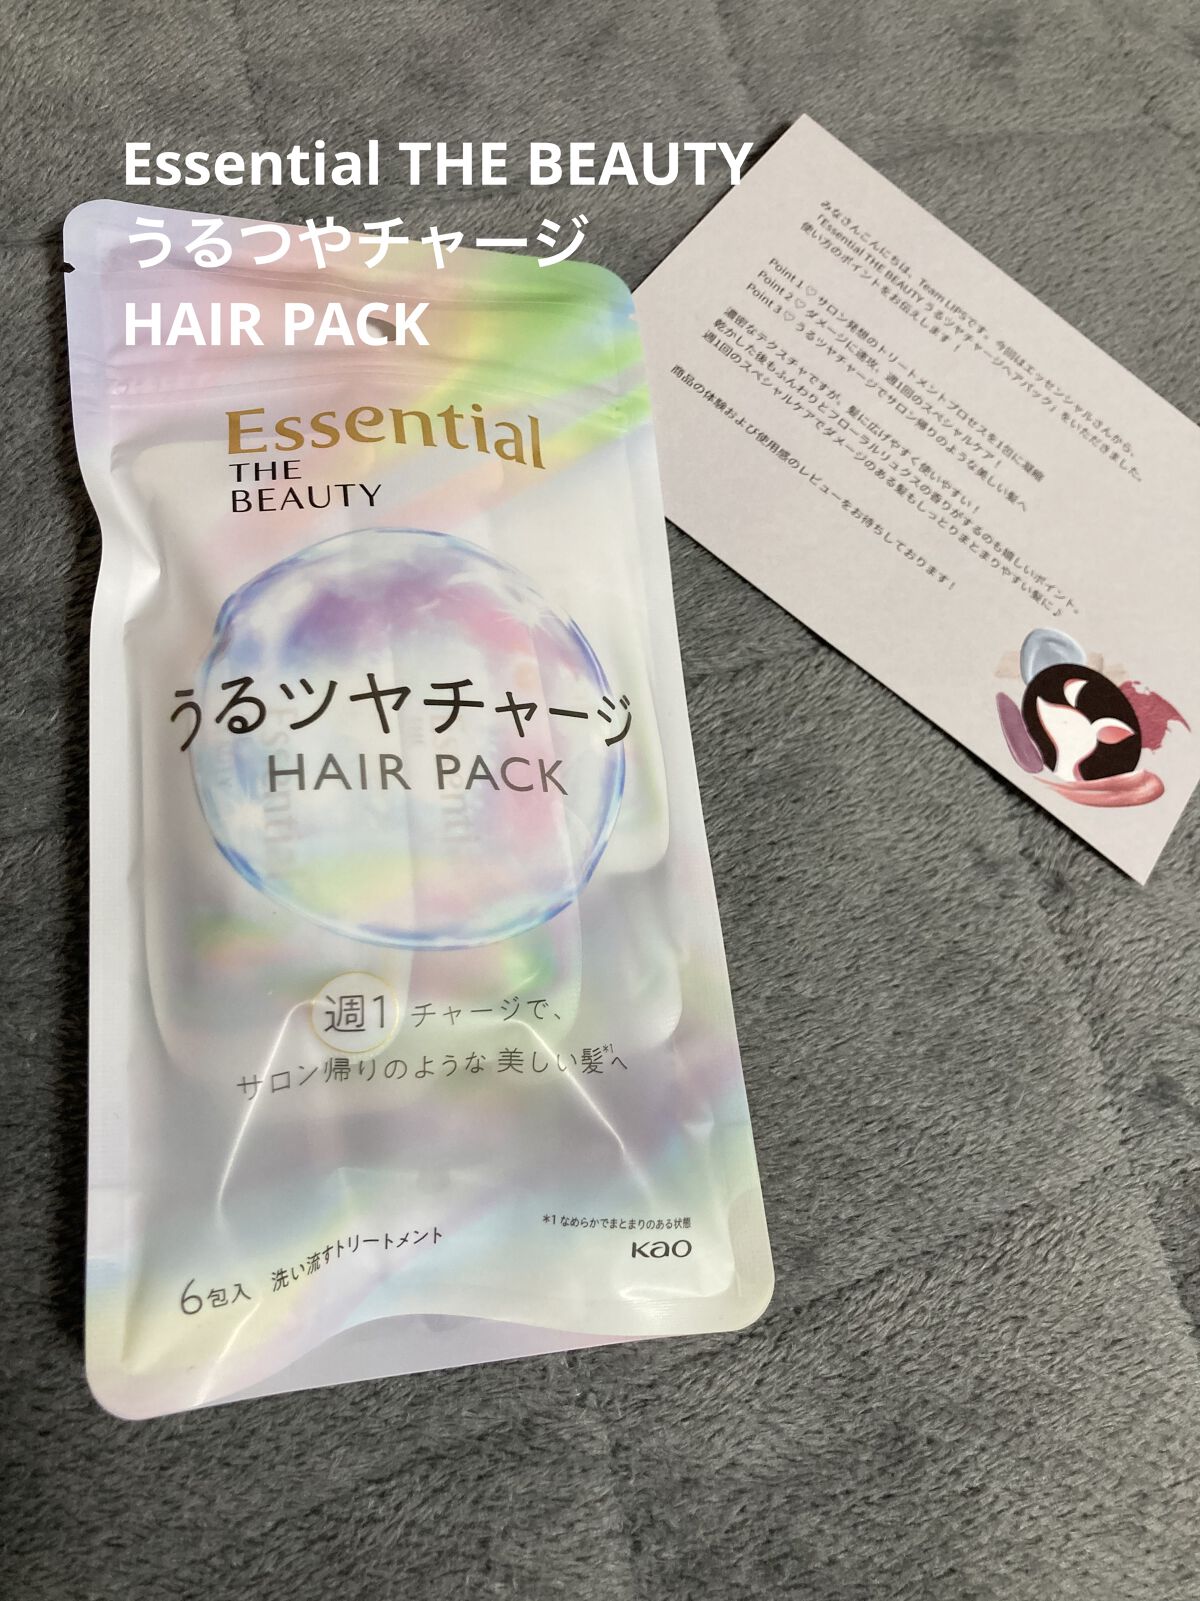 Essential THE BEAUTY
うるつやチャージ
HAIR PACK
Essential
THE
BEAUTY
うるツヤチャージ
HAIR PACK
週1 チャージで、
サロン帰りのような 美しい髪*1へ
*1 なめらかでまとまりのある状態
Kao
6包入 洗い流すトリートメント
みなさんこんにちは、Team LIPSです。今回はエッセンシャルさんから、
「Essential THE BEAUTY うるツヤチャージヘアパック」をいただきました。
使い方のポイントをお伝えします！
Point 1 ♡ サロン発想のトリートメントプロセスを1包に凝縮
Point 2 ♡ ダメージに速攻、週1回のスペシャルケア！
Point 3 ♡ うるツヤチャージでサロン帰りのような美しい髪へ
濃密なテクスチャですが、髪に広げやすく使いやすい！
乾かした後もふんわりとフローラルリュクスの香りがするのも嬉しいポイント。
週1回のスペシャルケアでダメージのある髪もしっとりまとまりやすい髪に♪
商品の体験および使用感のレビューをお待ちしております！